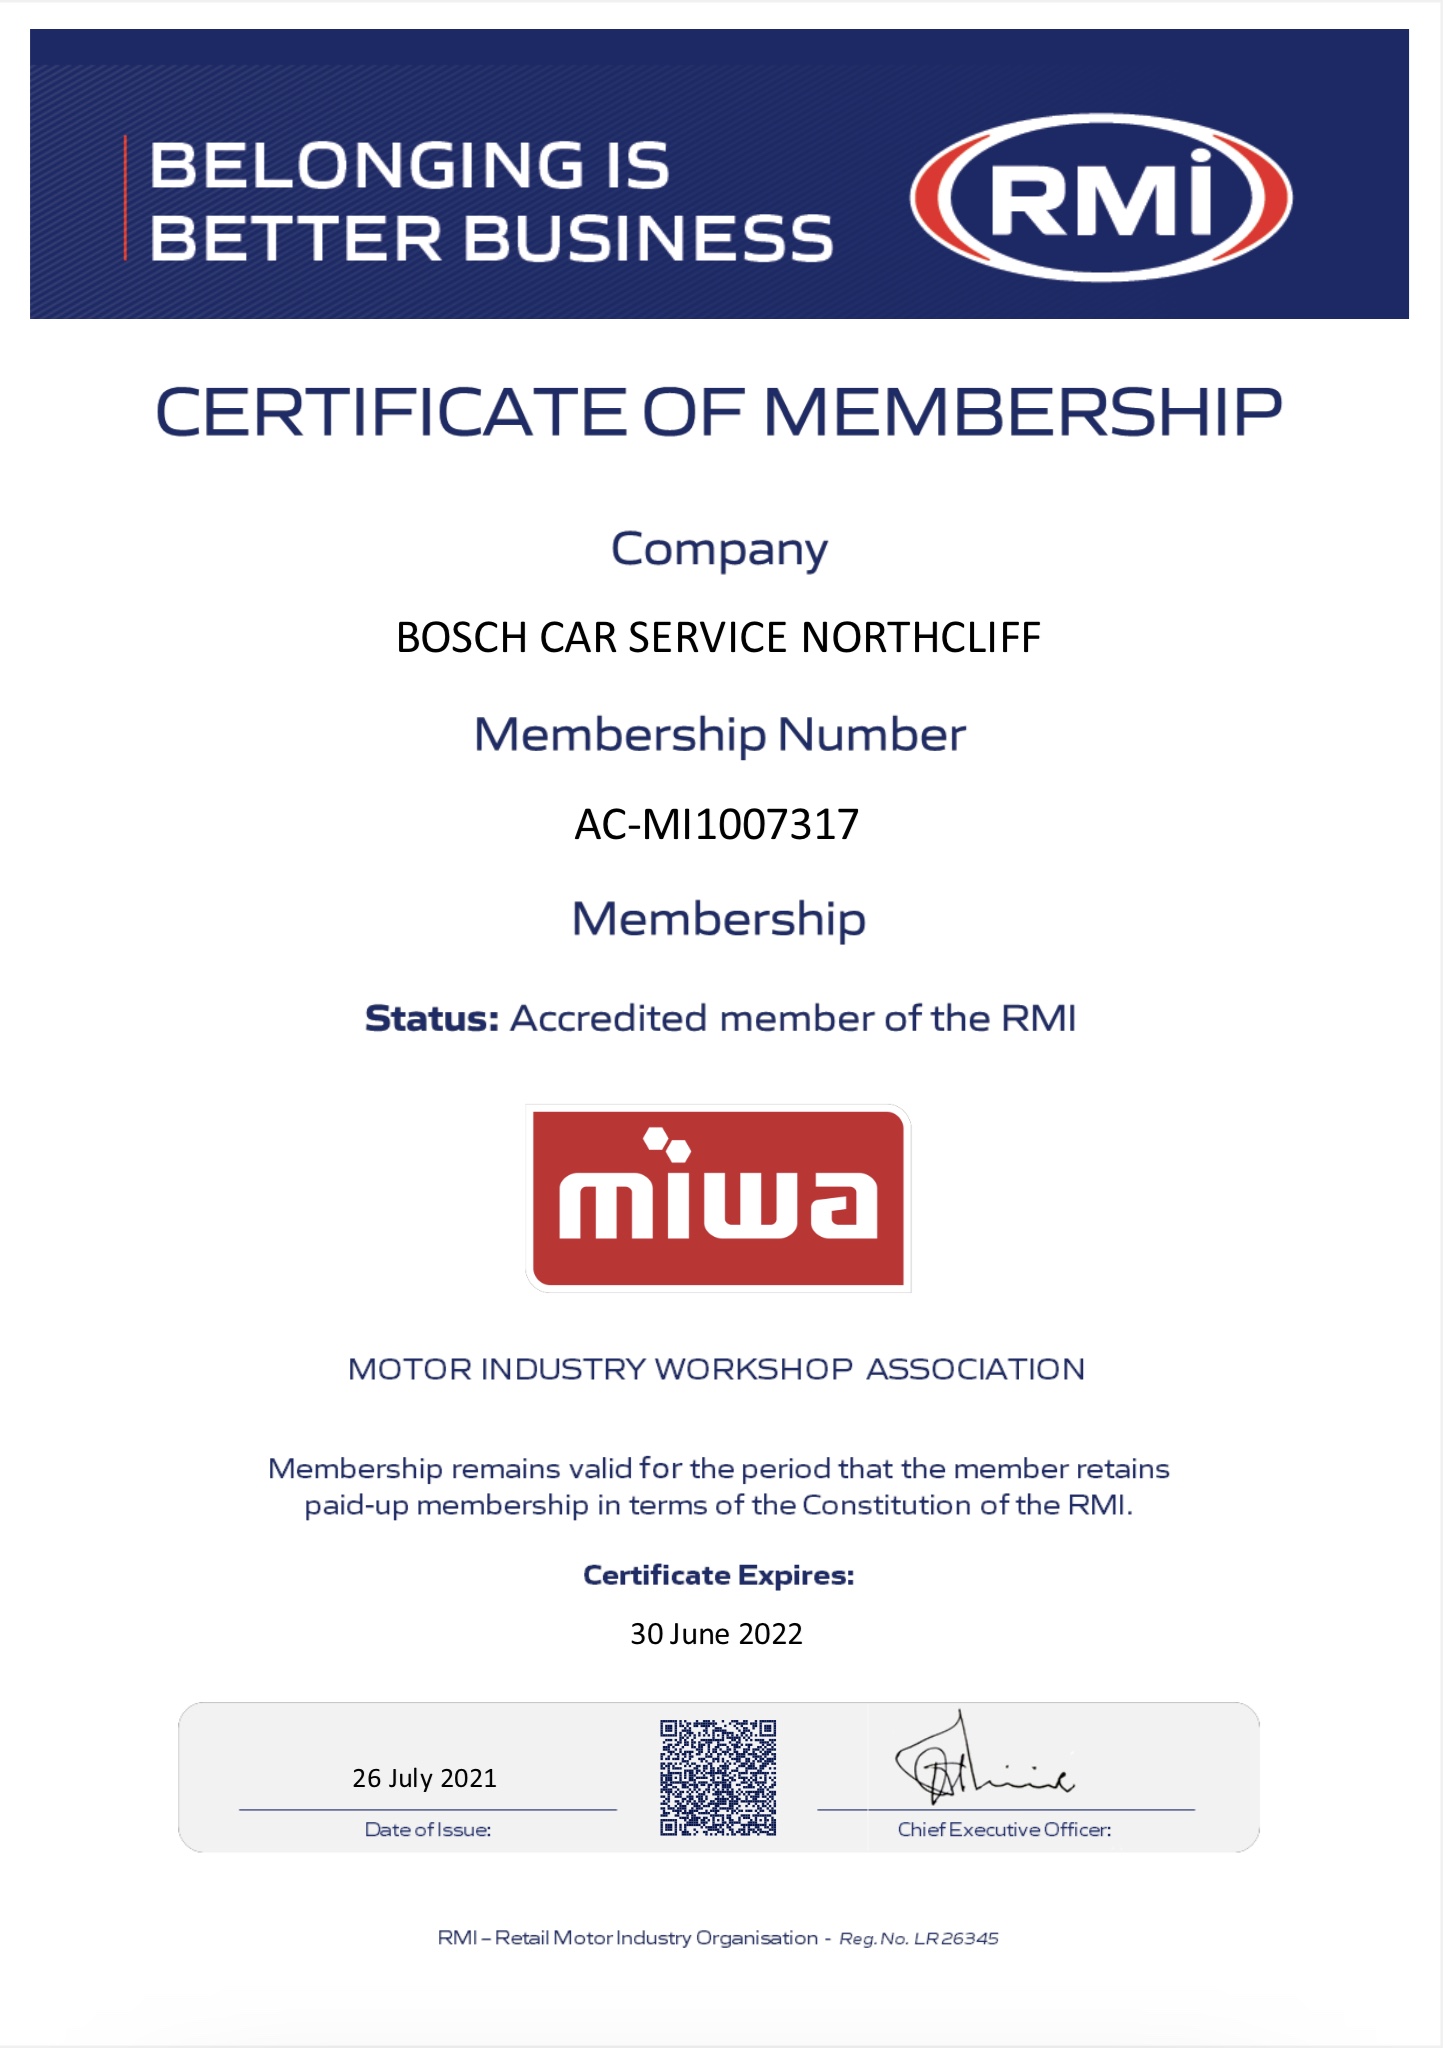 BELONGING IS
BETTER BUSINESS
RMi
CERTIFICATE OF MEMBERSHIP
Company
BOSCH CAR SERVICE NORTHCLIFF
Membership Number
AC-MI1007317
Membership
Status: Accredited member of the RMI
miwa
MOTOR INDUSTRY WORKSHOP ASSOCIATION
Membership remains valid for the period that the member retains
paid-up membership in terms of the Constitution of the RMI.
Certificate Expires:
30 June 2022
26 July 2021
Date of Issue:
Chief Executive Officer:
RMI – Retail Motor Industry Organisation - Reg. No. LR26345